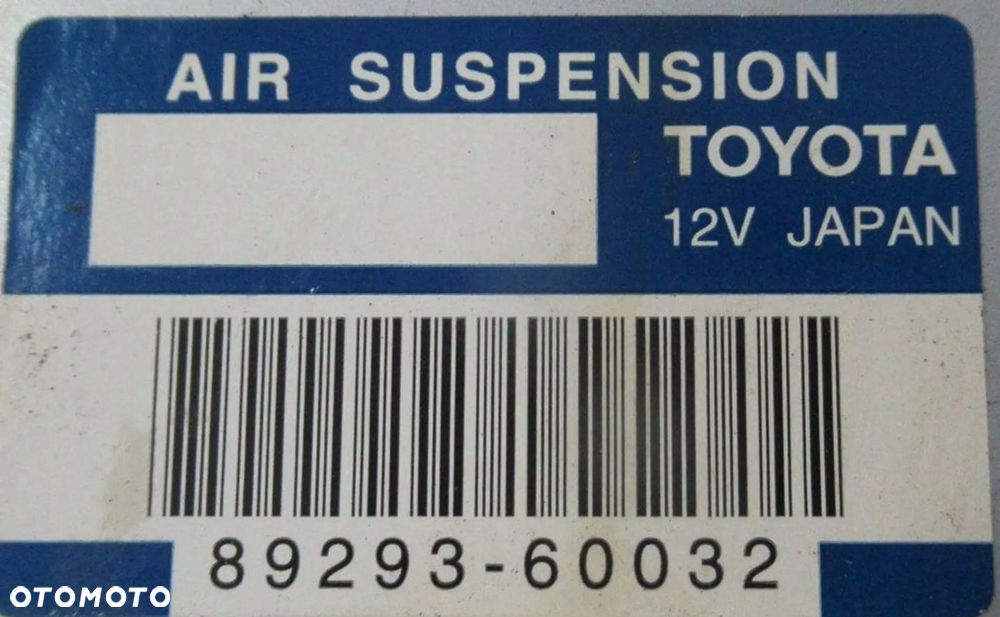 AIR SUSPENSION
TOYOTA
12V JAPAN
89293-60032
OTOMOTO